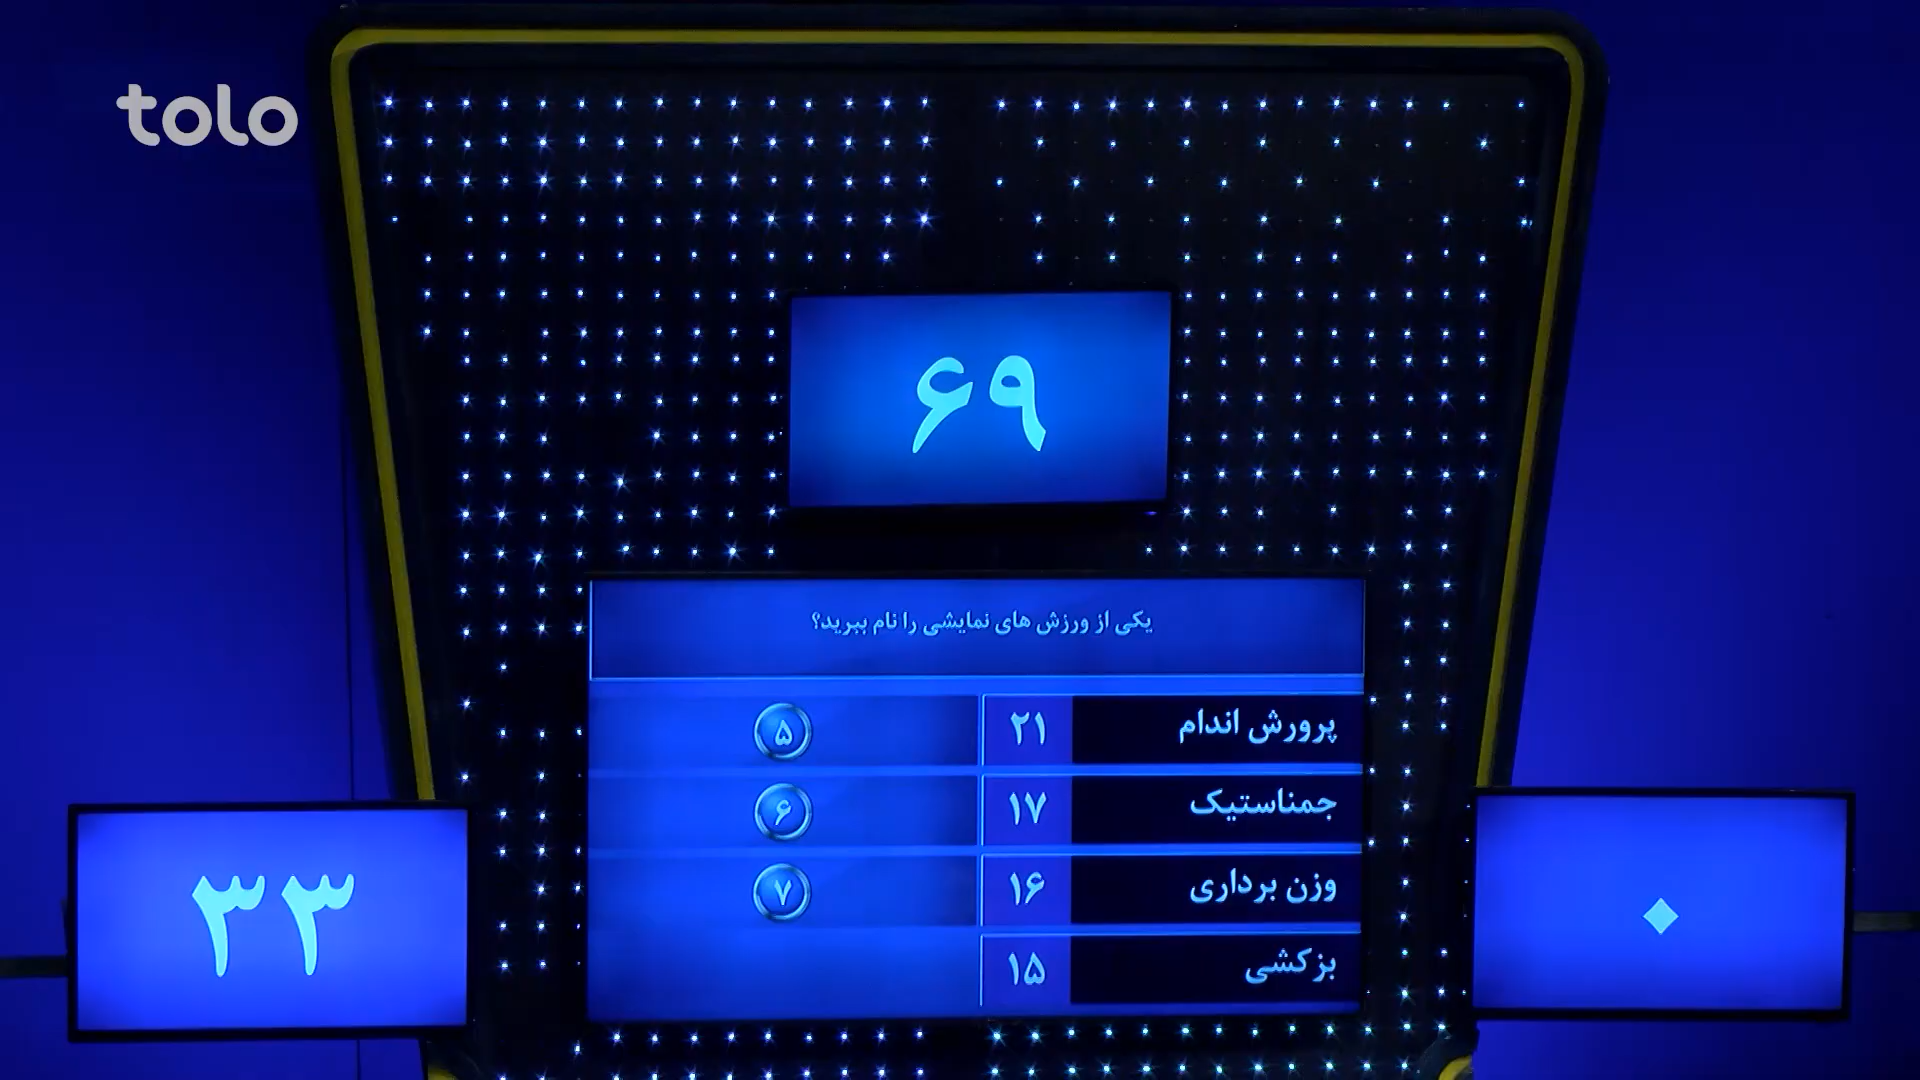 tolo
۶۹
یکی از ورزش های نمایشی را نام ببرید؟
پرورش اندام ۲۱ ۵
جمناستیک ۱۷ ۶
وزن برداری ۱۶ ۷
بزکشی ۱۵
۳۳
۰